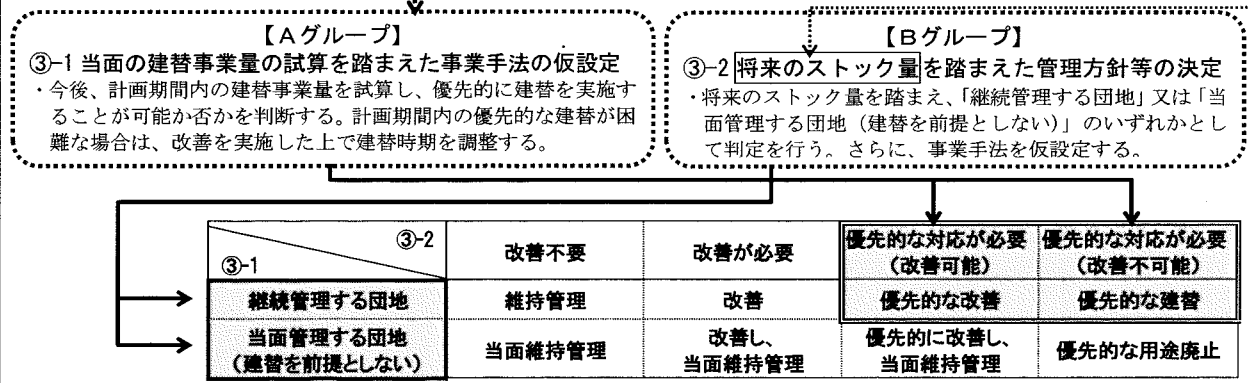 【Aグループ】
③-1 当面の建替事業量の試算を踏まえた事業手法の仮設定
・今後、計画期間内の建替事業量を試算し、優先的に建替を実施す
ることが可能か否かを判断する。計画期間内の優先的な建替が困
難な場合は、改善を実施した上で建替時期を調整する。
【Bグループ】
③-2 将来のストック量を踏まえた管理方針等の決定
・将来のストック量を踏まえ、「継続管理する団地」又は「当
面管理する団地（建替を前提としない）」のいずれかとし
て判定を行う。さらに、事業手法を仮設定する。
③-2
③-1
改善不要
改善が必要
優先的な対応が必要
（改善可能）
優先的な対応が必要
（改善不可能）
継続管理する団地
維持管理
改善
優先的な改善
優先的な建替
当面管理する団地
（建替を前提としない）
当面維持管理
改善し、
当面維持管理
優先的に改善し、
当面維持管理
優先的な用途廃止